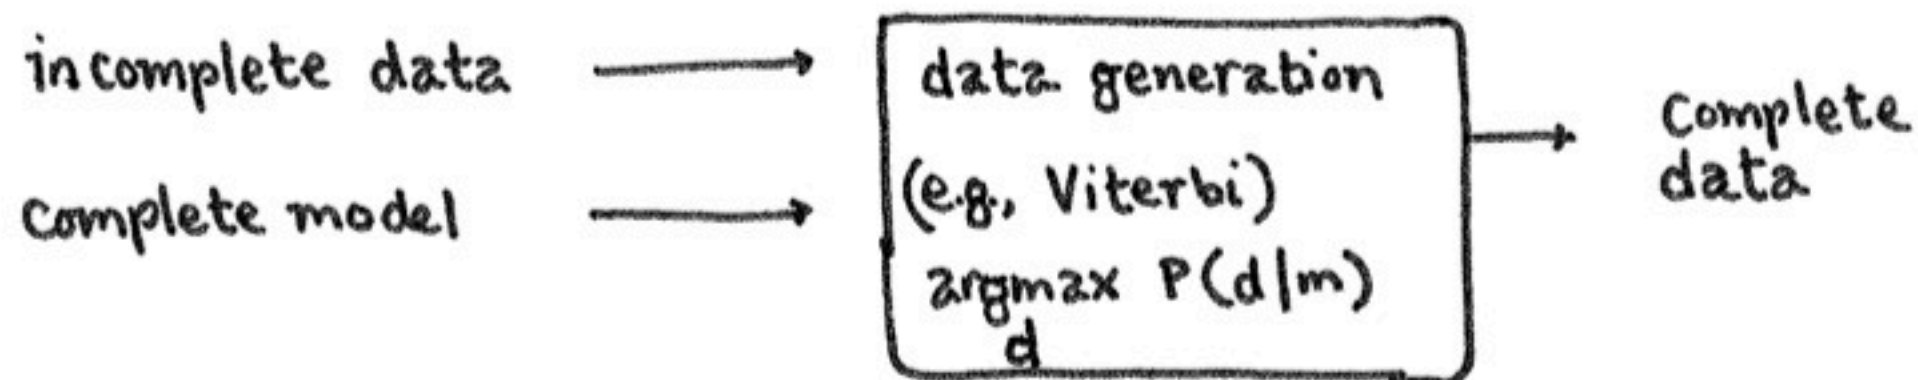 incomplete data
complete model
data generation
(e.g., Viterbi)
argmax P(d|m)
d
complete
data